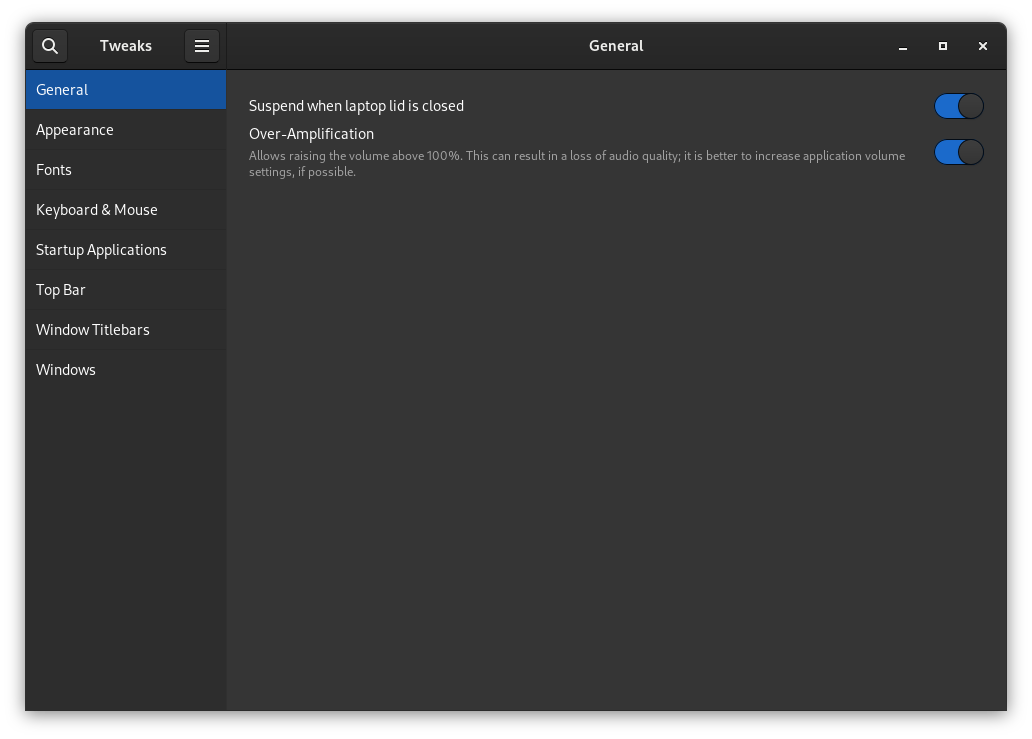 Tweaks
General
General
Appearance
Fonts
Keyboard & Mouse
Startup Applications
Top Bar
Window Titlebars
Windows
Suspend when laptop lid is closed
Over-Amplification
Allows raising the volume above 100%. This can result in a loss of audio quality; it is better to increase application volume
settings, if possible.